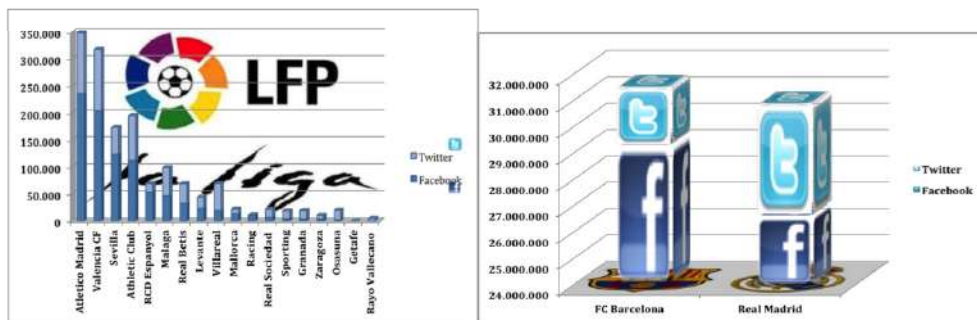 350.000
300.000
250.000
200.000
150.000
100.000
50.000
0
LFP
la liga
Twitter
Facebook
Atletico Madrid
Valencia CF
Sevilla
Athletic Club
RCD Espanyol
Malaga
Real Betis
Levante
Villareal
Mallorca
Racing
Real Sociedad
Sporting
Granada
Zaragoza
Osasuna
Getafe
Rayo Vallecano
32.000.000
31.000.000
30.000.000
29.000.000
28.000.000
27.000.000
26.000.000
25.000.000
24.000.000
Twitter
Facebook
FC Barcelona
Real Madrid